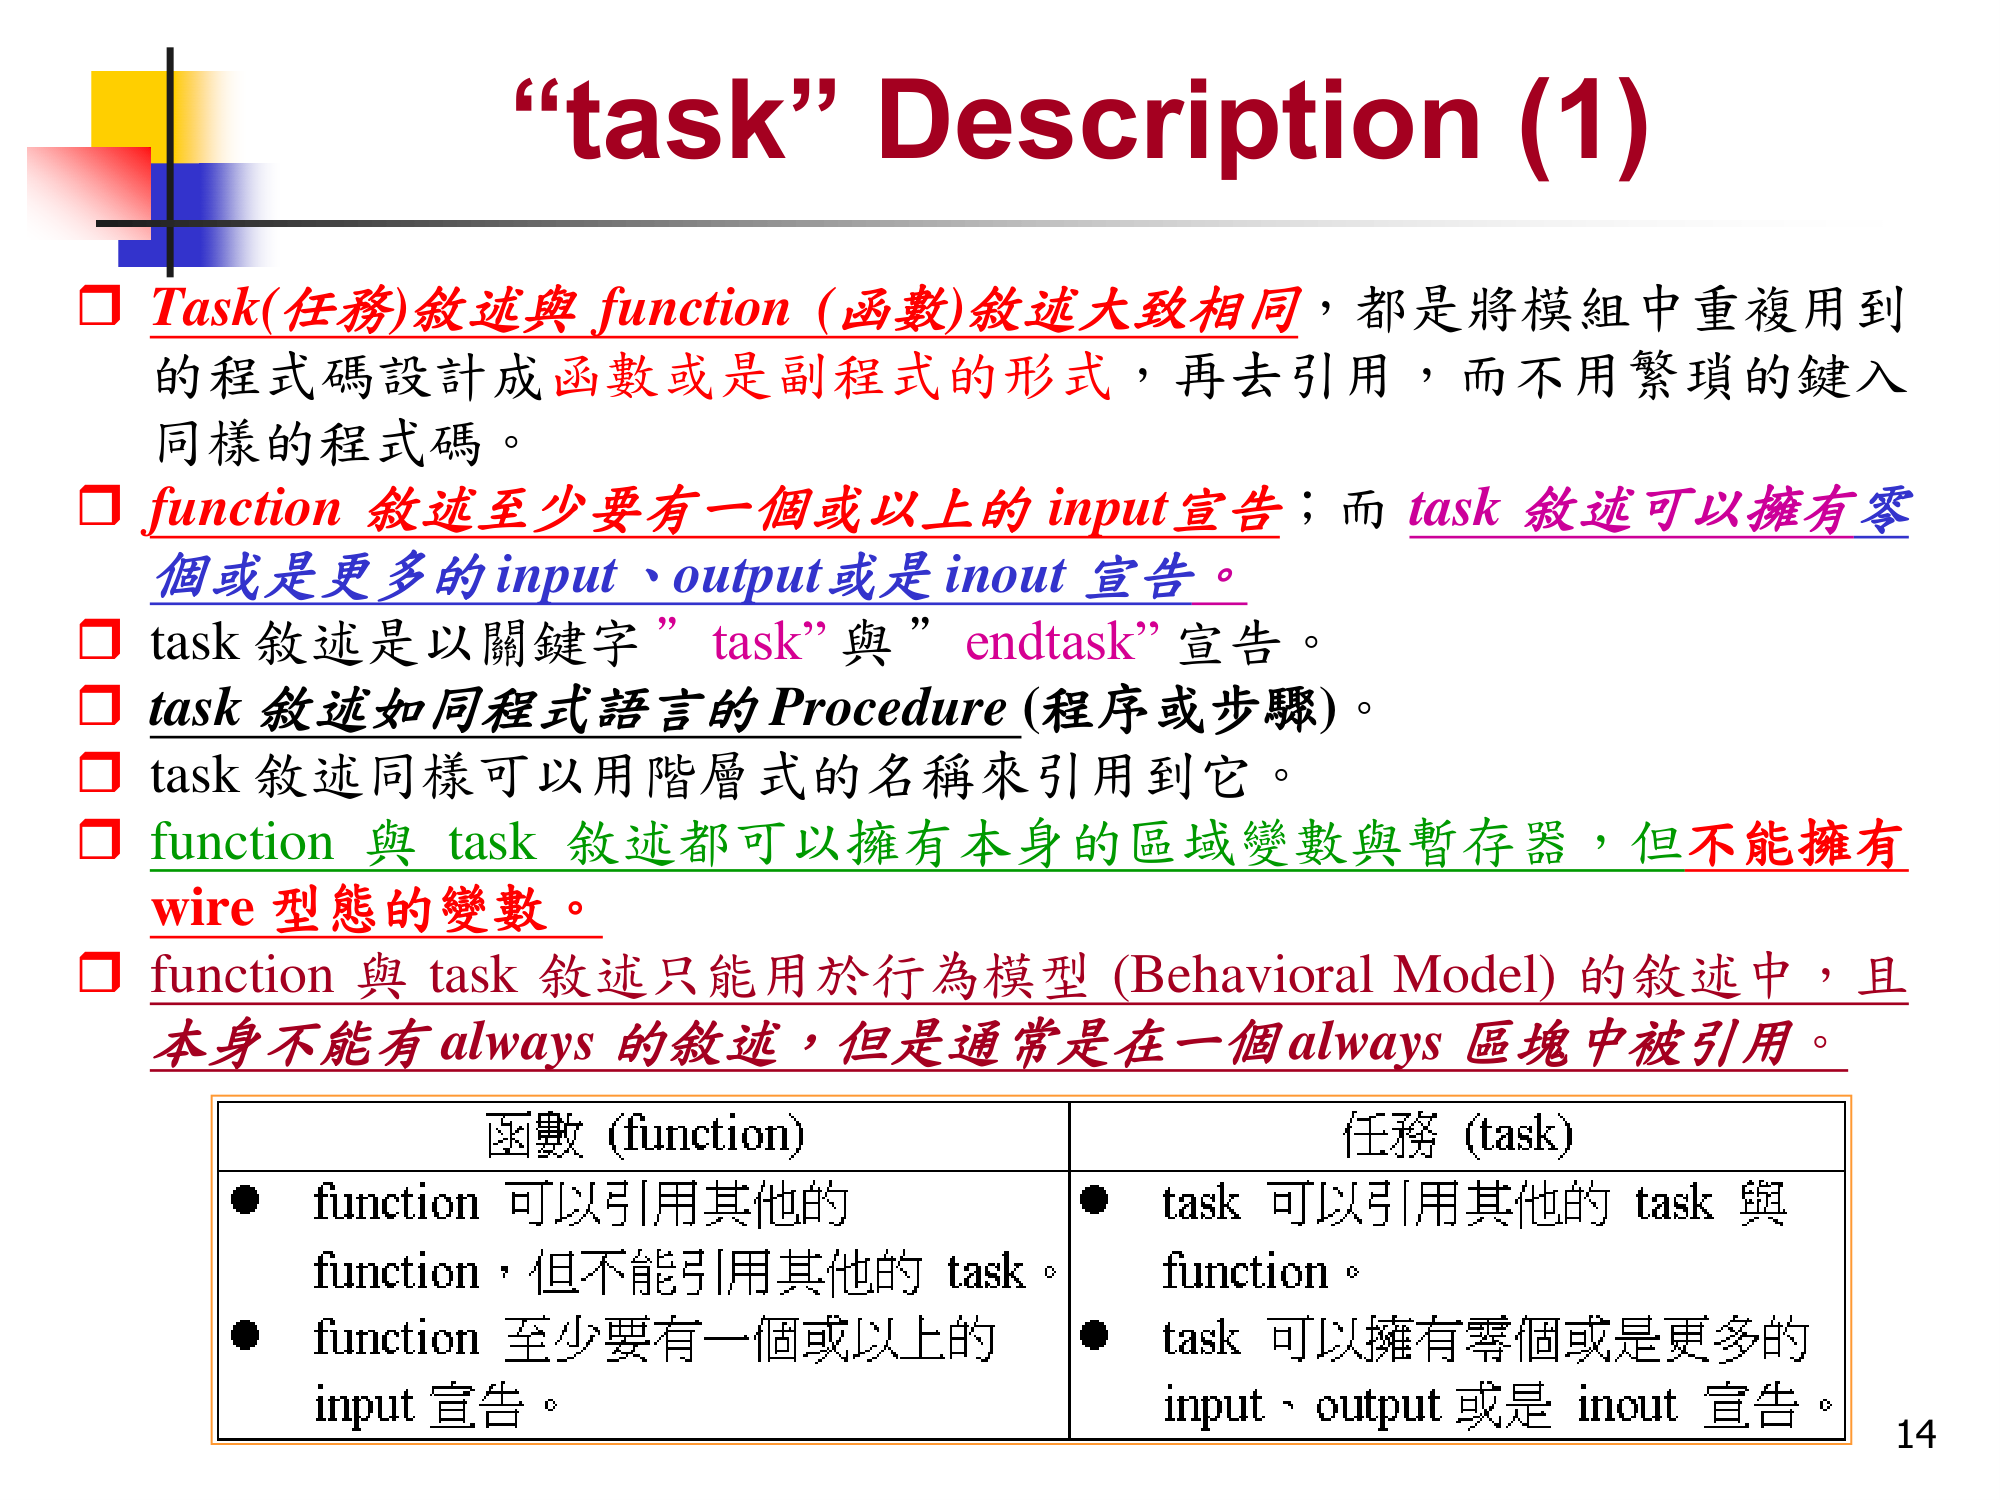 “task” Description (1)
Task(任務)敘述與 function (函數)敘述大致相同，都是將模組中重複用到
的程式碼設計成函數或是副程式的形式，再去引用，而不用繁瑣的鍵入
同樣的程式碼。
function 敘述至少要有一個或以上的 input宣告；而 task 敘述可以擁有零
個或是更多的 input、output或是 inout 宣告。
task 敘述是以關鍵字 ” task” 與 ” endtask” 宣告。
task 敘述如同程式語言的 Procedure (程序或步驟)。
task 敘述同樣可以用階層式的名稱來引用到它。
function 與 task 敘述都可以擁有本身的區域變數與暫存器，但不能擁有
wire 型態的變數。
function 與 task 敘述只能用於行為模型 (Behavioral Model) 的敘述中，且
本身不能有 always 的敘述，但是通常是在一個 always 區塊中被引用。
函數 (function)
● function 可以引用其他的
function，但不能引用其他的 task。
● function 至少要有一個或以上的
input 宣告。
任務 (task)
● task 可以引用其他的 task 與
function。
● task 可以擁有零個或是更多的
input、output 或是 inout 宣告。
14